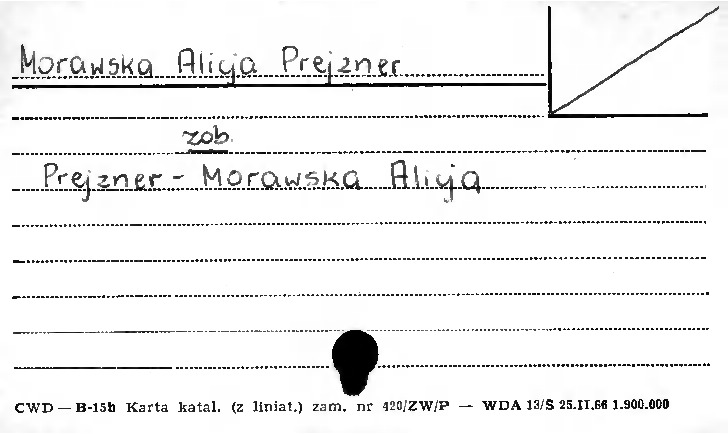 Morawska Alicja Prejzner
zob.
Prejzner - Morawska Alicja
CWD — B-15b Karta katal. (z liniat.) zam. nr 420/ZW/P — WDA 13/S 25.II.66 1.900.000